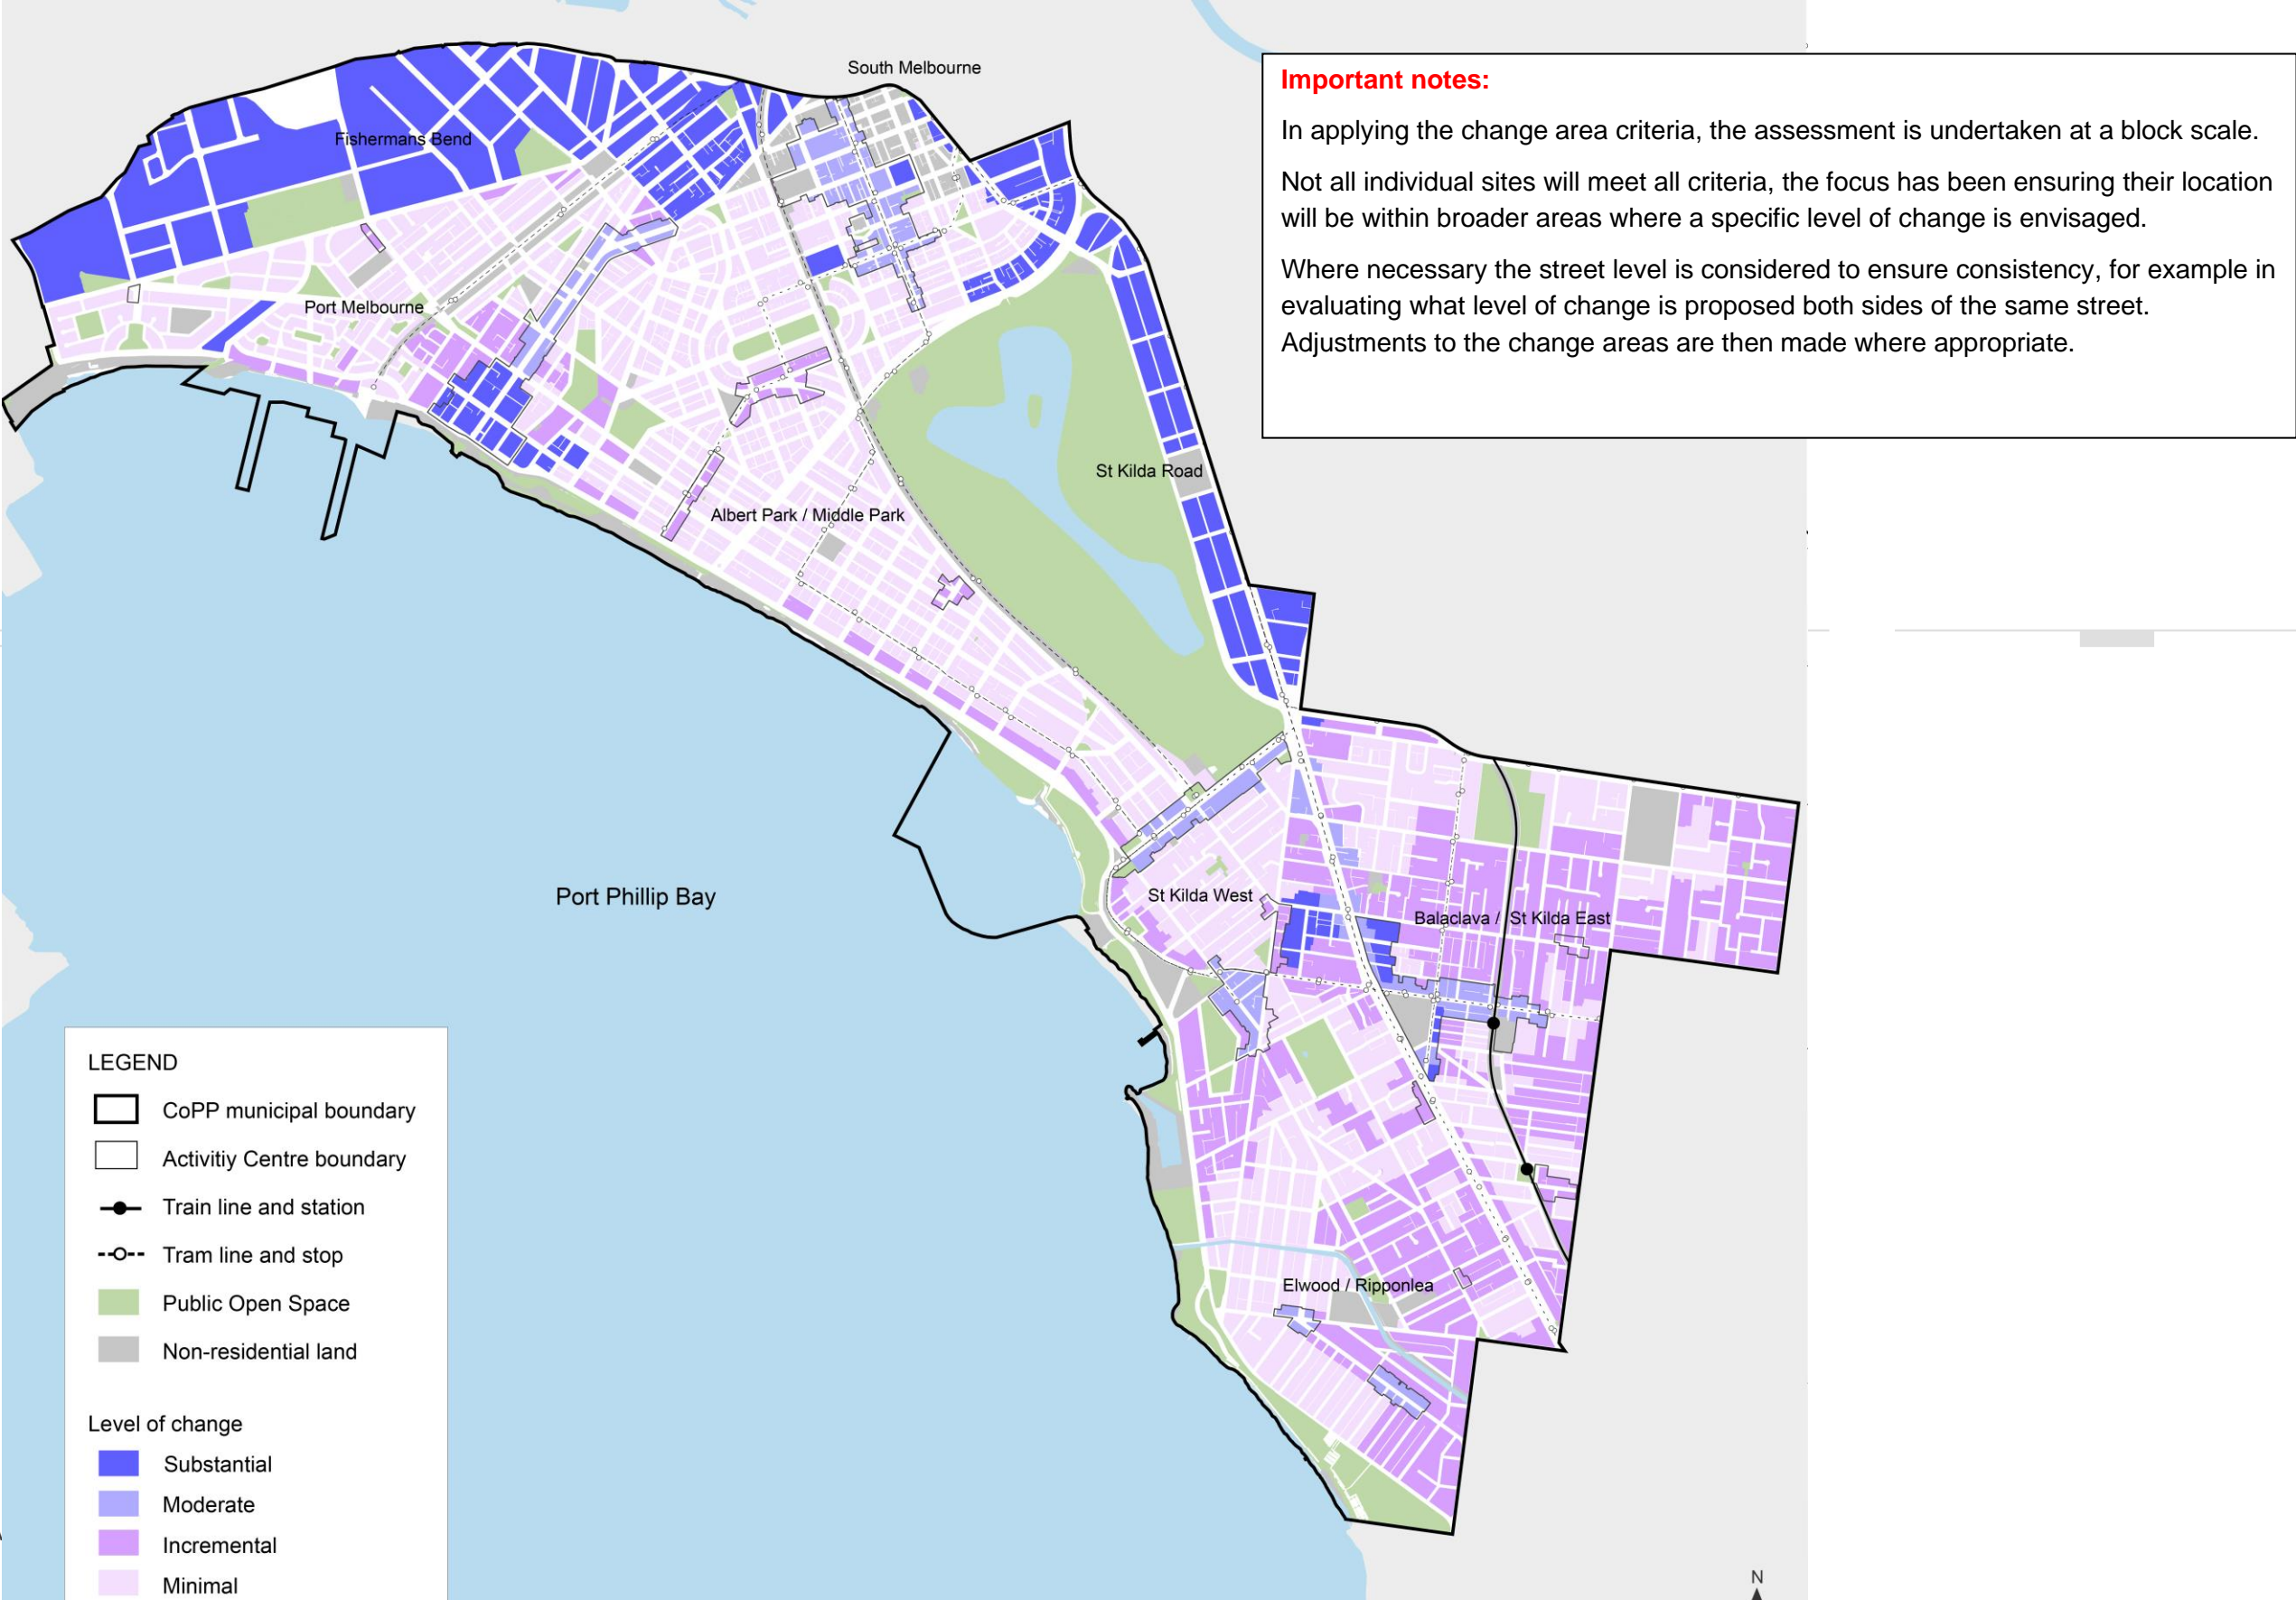 South Melbourne
Important notes:
In applying the change area criteria, the assessment is undertaken at a block scale.
Not all individual sites will meet all criteria, the focus has been ensuring their location
will be within broader areas where a specific level of change is envisaged.
Where necessary the street level is considered to ensure consistency, for example in
evaluating what level of change is proposed both sides of the same street.
Adjustments to the change areas are then made where appropriate.
Fishermans Bend
Port Melbourne
St Kilda Road
Albert Park / Middle Park
Port Phillip Bay
St Kilda West
Balaclava / St Kilda East
Elwood / Ripponlea
LEGEND
CoPP municipal boundary
Activitiy Centre boundary
Train line and station
Tram line and stop
Public Open Space
Non-residential land
Level of change
Substantial
Moderate
Incremental
Minimal
N